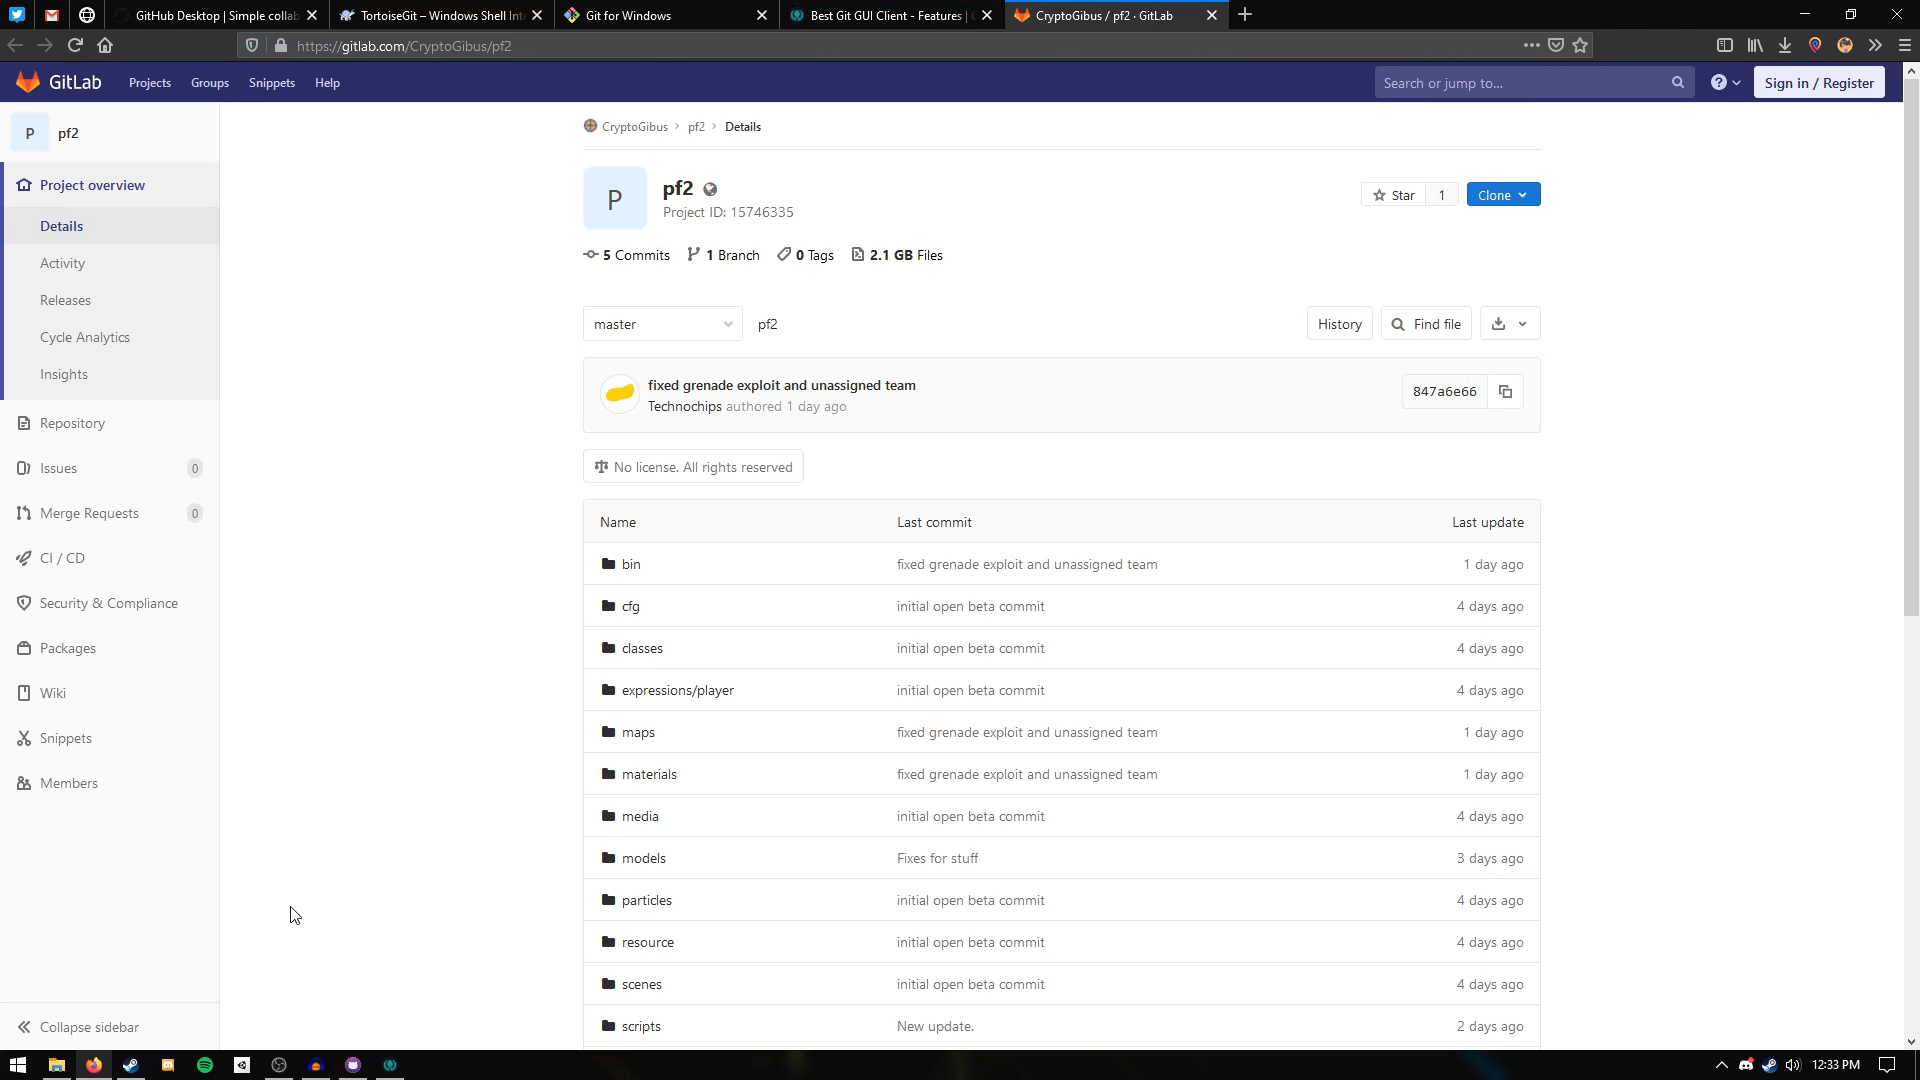 GitHub Desktop | Simple collab
TortoiseGit – Windows Shell Int
Git for Windows
Best Git GUI Client - Features |
CryptoGibus / pf2 · GitLab
https://gitlab.com/CryptoGibus/pf2
GitLab
Projects
Groups
Snippets
Help
Search or jump to...
Sign in / Register
P
pf2
Project overview
Details
Activity
Releases
Cycle Analytics
Insights
Repository
Issues 0
Merge Requests 0
CI / CD
Security & Compliance
Packages
Wiki
Snippets
Members
Collapse sidebar
CryptoGibus > pf2 > Details
P
pf2
Project ID: 15746335
Star 1
Clone
5 Commits 1 Branch 0 Tags 2.1 GB Files
master
pf2
History
Find file
fixed grenade exploit and unassigned team
Technochips authored 1 day ago
847a6e66
No license. All rights reserved
Name Last commit Last update
bin fixed grenade exploit and unassigned team 1 day ago
cfg initial open beta commit 4 days ago
classes initial open beta commit 4 days ago
expressions/player initial open beta commit 4 days ago
maps fixed grenade exploit and unassigned team 1 day ago
materials fixed grenade exploit and unassigned team 1 day ago
media initial open beta commit 4 days ago
models Fixes for stuff 3 days ago
particles initial open beta commit 4 days ago
resource initial open beta commit 4 days ago
scenes initial open beta commit 4 days ago
scripts New update. 2 days ago
12:33 PM